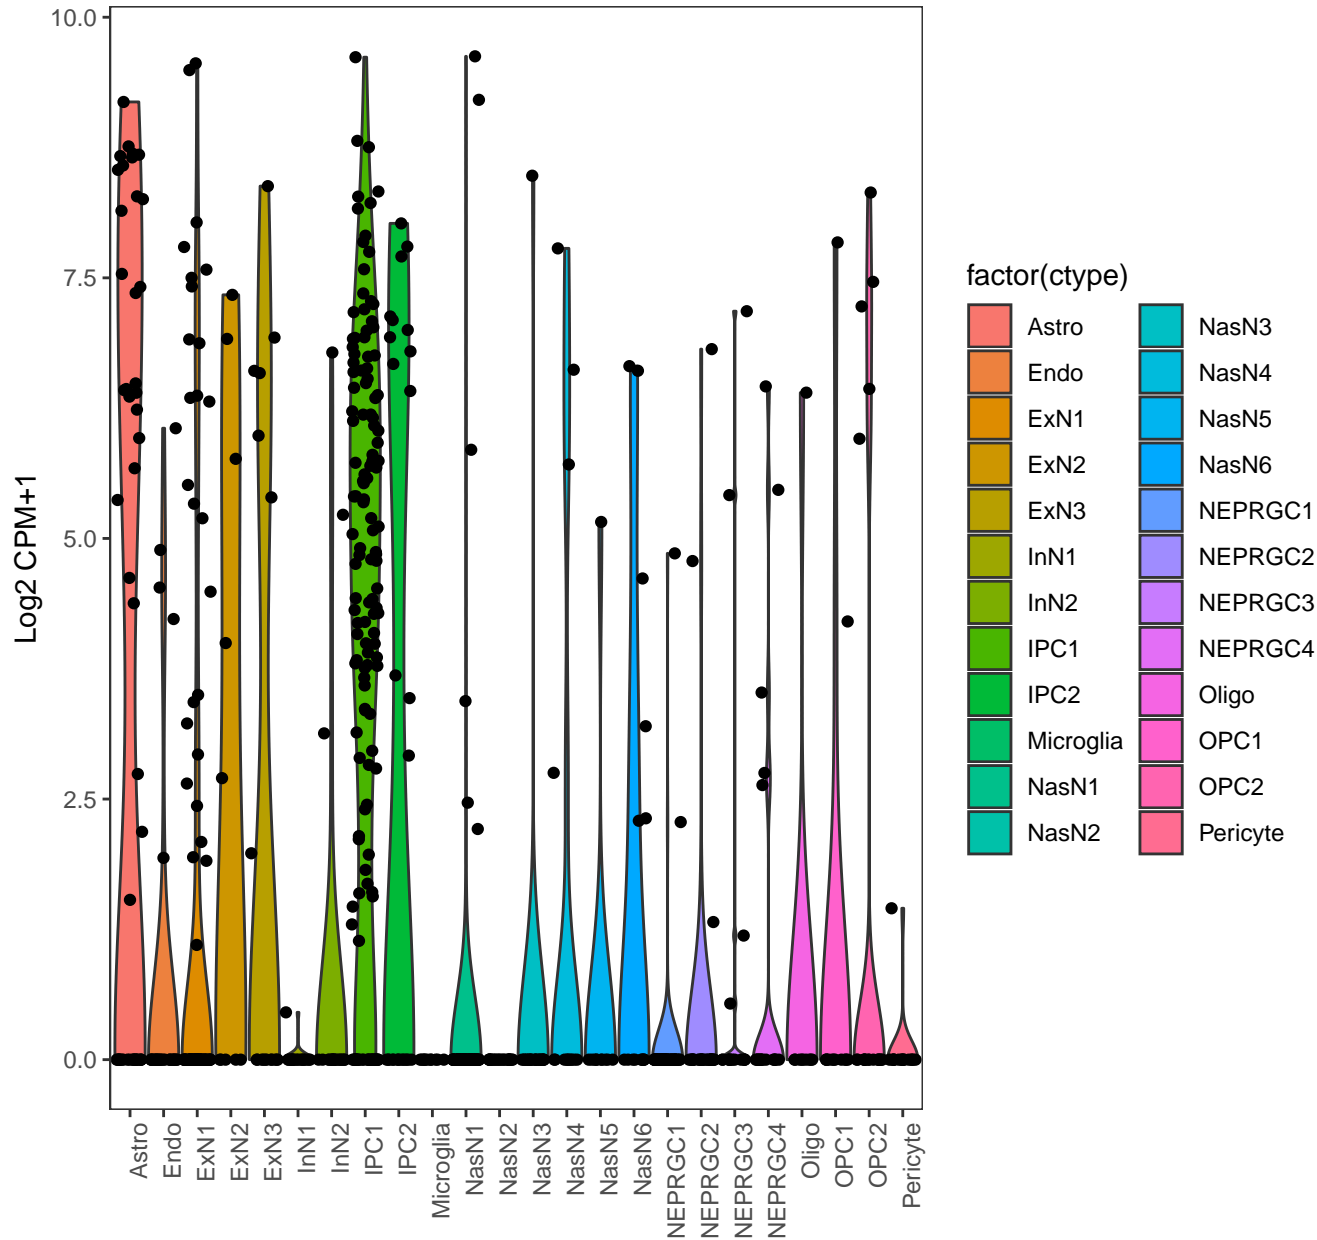 10.0
7.5
5.0
2.5
0.0
Log2 CPM+1
Astro
Endo
ExN1
ExN2
ExN3
InN1
InN2
IPC1
IPC2
Microglia
NasN1
NasN2
NasN3
NasN4
NasN5
NasN6
NEPRGC1
NEPRGC2
NEPRGC3
NEPRGC4
Oligo
OPC1
OPC2
Pericyte
factor(ctype)
Astro
Endo
ExN1
ExN2
ExN3
InN1
InN2
IPC1
IPC2
Microglia
NasN1
NasN2
NasN3
NasN4
NasN5
NasN6
NEPRGC1
NEPRGC2
NEPRGC3
NEPRGC4
Oligo
OPC1
OPC2
Pericyte